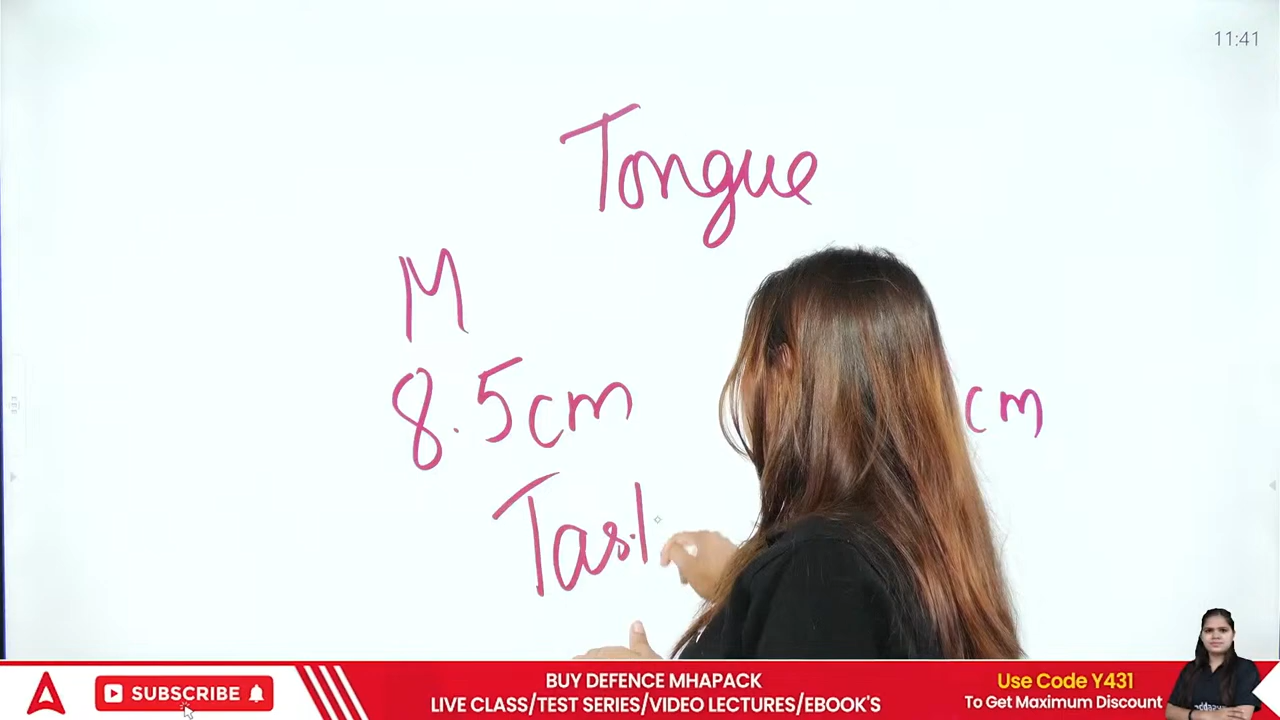 11:41
Tongue
M
8.5cm cm
Tast
SUBSCRIBE
BUY DEFENCE MHAPACK
LIVE CLASS/TEST SERIES/VIDEO LECTURES/EBOOK'S
Use Code Y431
To Get Maximum Discount